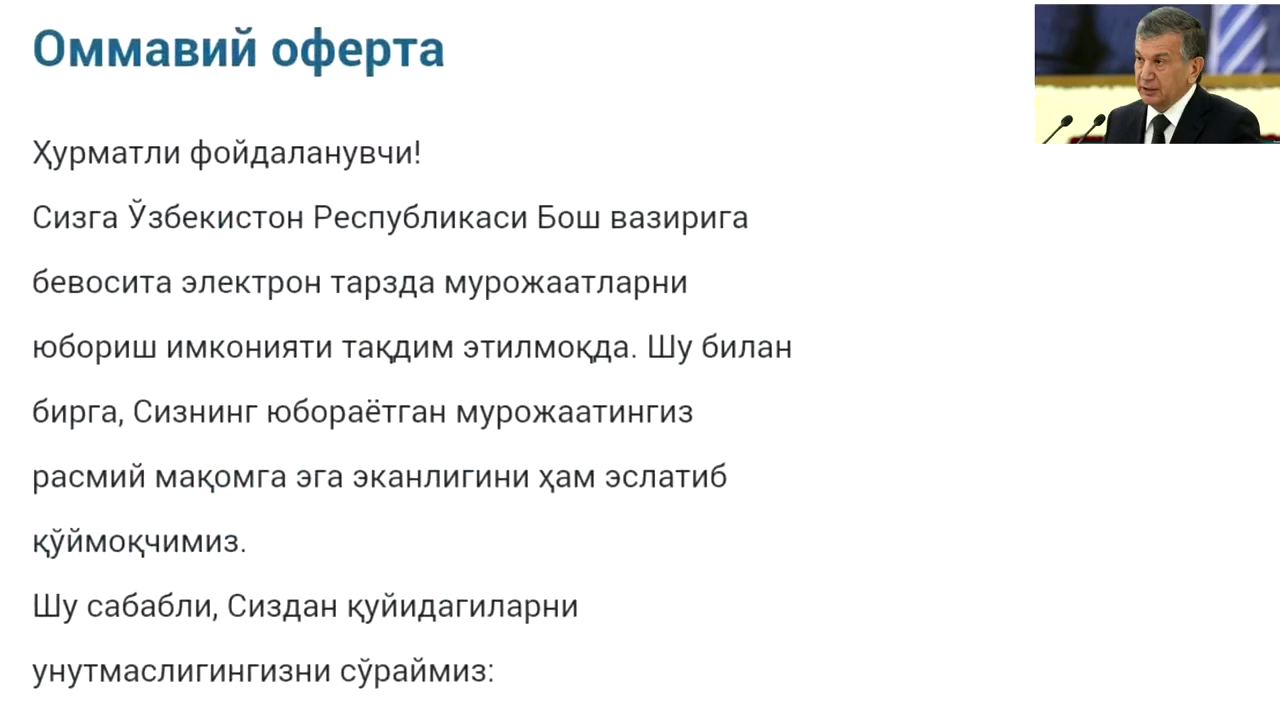 Оммавий оферта
Ҳурматли фойдаланувчи!
Сизга Ўзбекистон Республикаси Бош вазирига
бевосита электрон тарзда мурожаатларни
юбориш имконияти тақдим этилмоқда. Шу билан
бирга, Сизнинг юбораётган мурожаатингиз
расмий мақомга эга эканлигини ҳам эслатиб
қўймоқчимиз.
Шу сабабли, Сиздан қуйидагиларни
унутмаслигингизни сўраймиз: